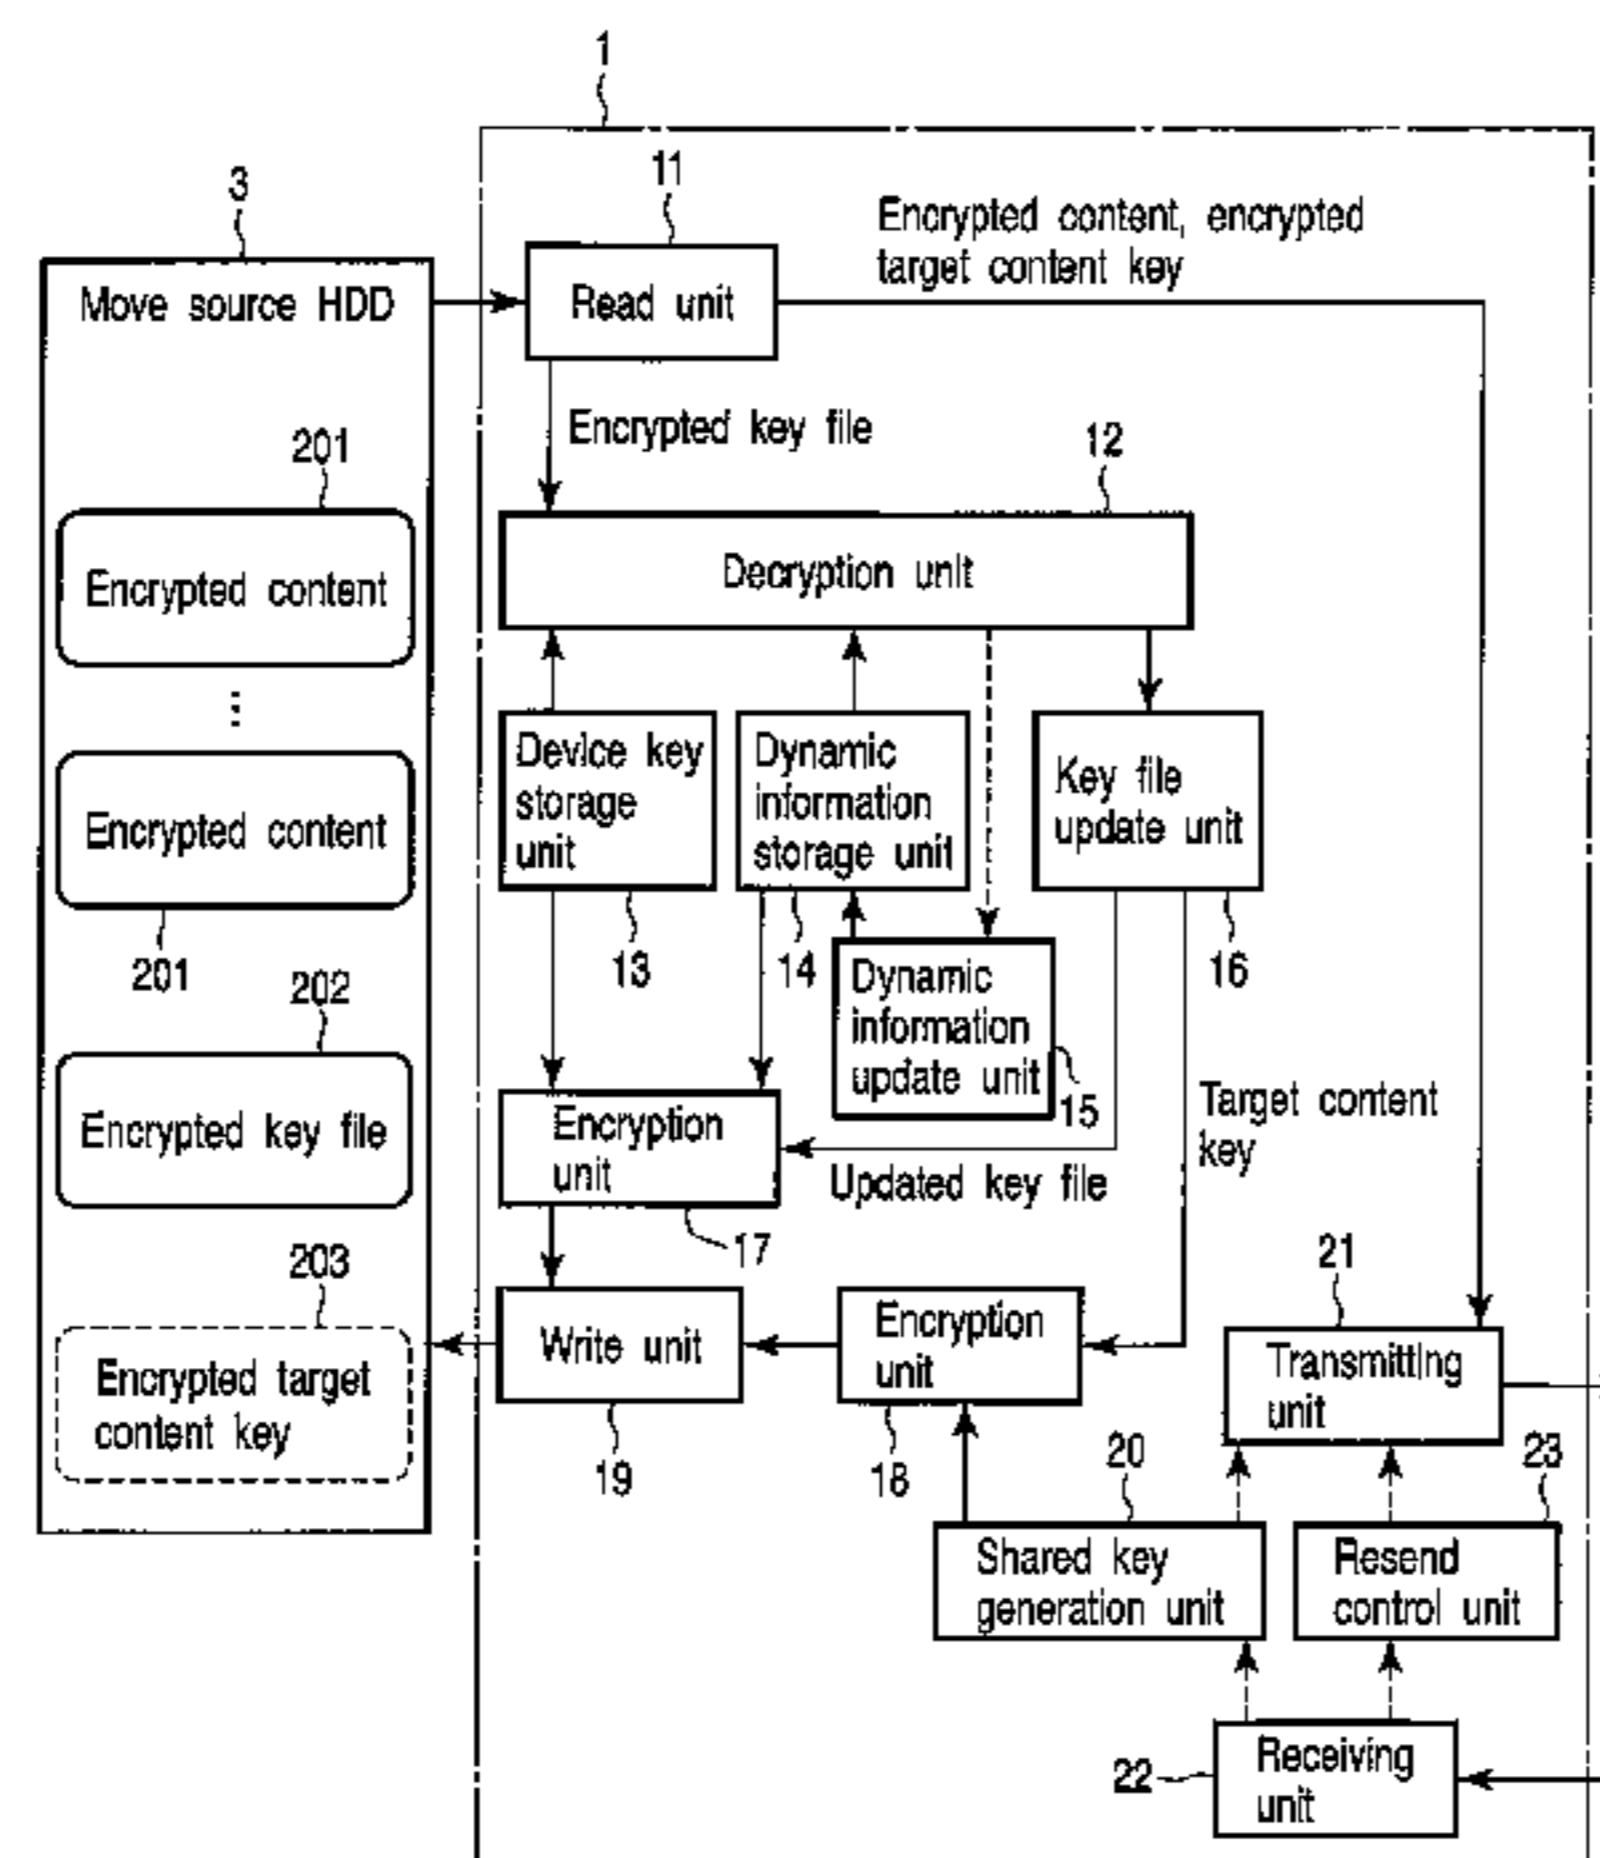 1
3
11
Encrypted content, encrypted
target content key
Move source HDD
Read unit
Encrypted key file
12
201
Decryption unit
Encrypted content
⋮
Device key
storage
unit
Dynamic
information
storage unit
Key file
update unit
Encrypted content
201
13
14
16
Dynamic
information
update unit
15
202
Encrypted key file
Encryption
unit
17
Updated key file
Target content
key
203
Encrypted target
content key
Write unit
19
Encryption
unit
18
21
Transmitting
unit
20
23
Shared key
generation unit
Resend
control unit
22
Receiving
unit